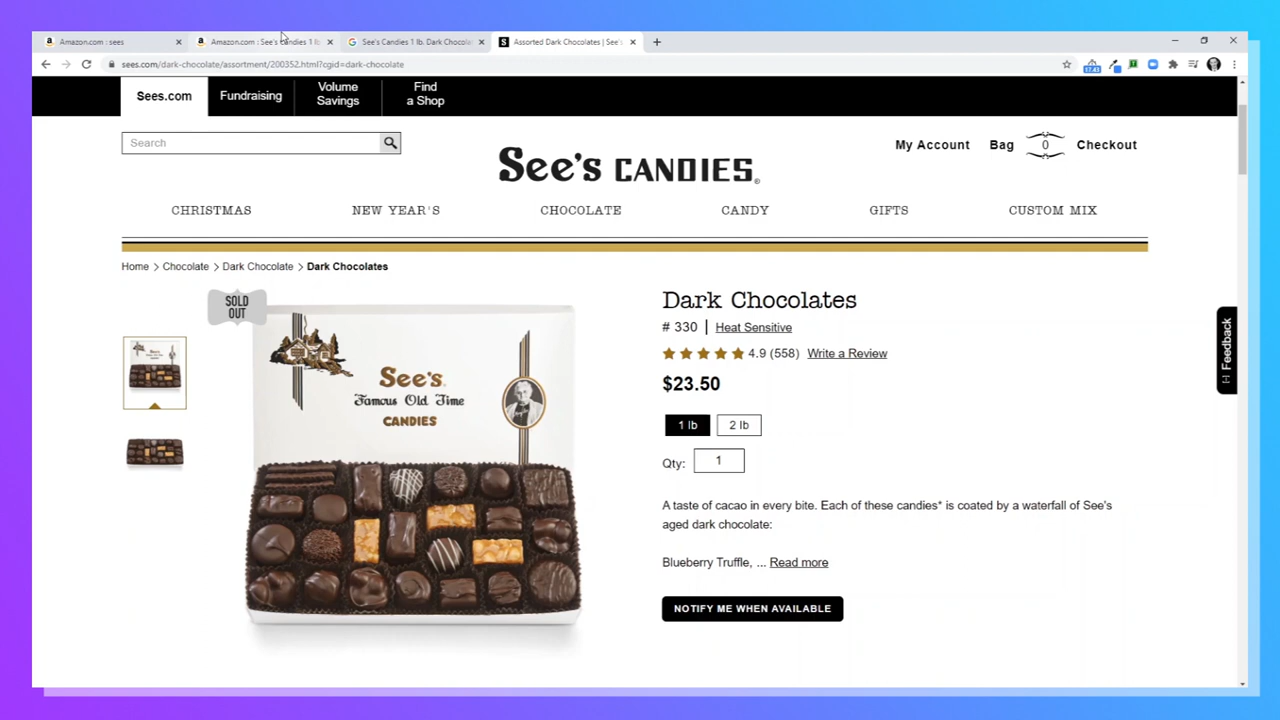 Amazon.com : sees
Amazon.com : See's Candies 1 lb
See's Candies 1 lb. Dark Chocola
Assorted Dark Chocolates | See's
sees.com/dark-chocolate/assortment/200352.html?cgid=dark-chocolate
17.43
Sees.com
Fundraising
Volume
Savings
Find
a Shop
Search
See's CANDIES®
My Account
Bag
0
Checkout
CHRISTMAS
NEW YEAR'S
CHOCOLATE
CANDY
GIFTS
CUSTOM MIX
Home > Chocolate > Dark Chocolate > Dark Chocolates
SOLD
OUT
See's
Famous Old Time
CANDIES
Dark Chocolates
# 330 | Heat Sensitive
4.9 (558) Write a Review
$23.50
1 lb
2 lb
Qty: 1
A taste of cacao in every bite. Each of these candies* is coated by a waterfall of See's
aged dark chocolate:
Blueberry Truffle, ... Read more
NOTIFY ME WHEN AVAILABLE
[-] Feedback